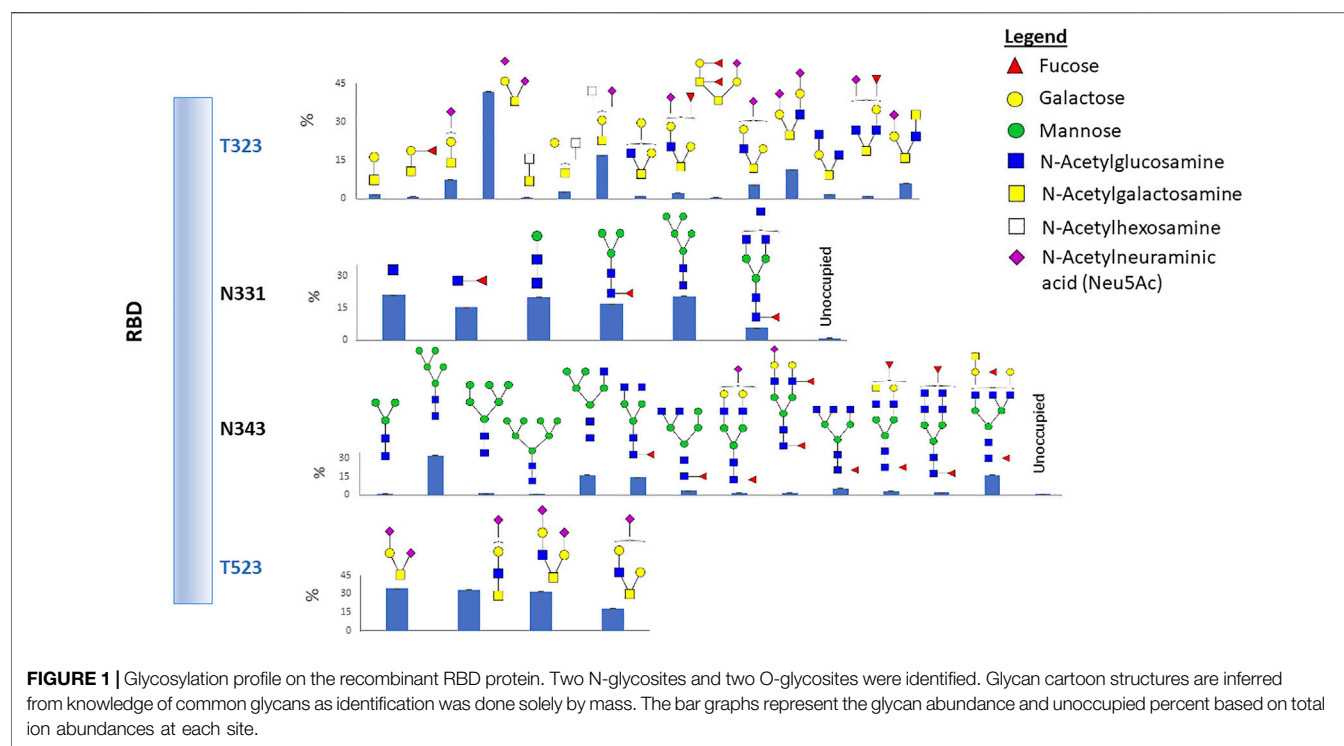 Legend
Fucose
Galactose
Mannose
N-Acetylglucosamine
N-Acetylgalactosamine
N-Acetylhexosamine
N-Acetylneuraminic
acid (Neu5Ac)
RBD
T323
%
45
30
15
0
N331
%
30
15
0
Unoccupied
N343
%
30
15
0
Unoccupied
T523
%
45
30
15
0
FIGURE 1 | Glycosylation profile on the recombinant RBD protein. Two N-glycosites and two O-glycosites were identified. Glycan cartoon structures are inferred
from knowledge of common glycans as identification was done solely by mass. The bar graphs represent the glycan abundance and unoccupied percent based on total
ion abundances at each site.